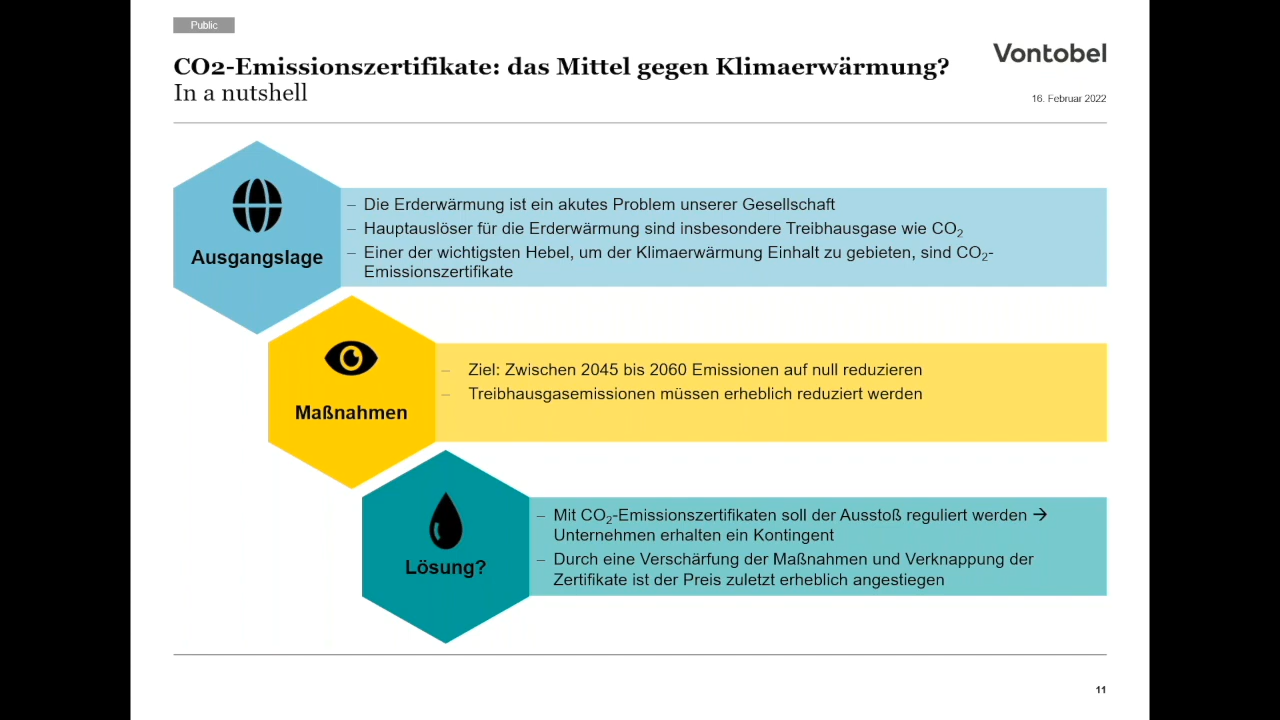 Public
CO2-Emissionszertifikate: das Mittel gegen Klimaerwärmung?
In a nutshell
Vontobel
16. Februar 2022
Ausgangslage
– Die Erderwärmung ist ein akutes Problem unserer Gesellschaft
– Hauptauslöser für die Erderwärmung sind insbesondere Treibhausgase wie CO₂
– Einer der wichtigsten Hebel, um der Klimaerwärmung Einhalt zu gebieten, sind CO₂-
Emissionszertifikate
Maßnahmen
– Ziel: Zwischen 2045 bis 2060 Emissionen auf null reduzieren
– Treibhausgasemissionen müssen erheblich reduziert werden
Lösung?
– Mit CO₂-Emissionszertifikaten soll der Ausstoß reguliert werden →
Unternehmen erhalten ein Kontingent
– Durch eine Verschärfung der Maßnahmen und Verknappung der
Zertifikate ist der Preis zuletzt erheblich angestiegen
11